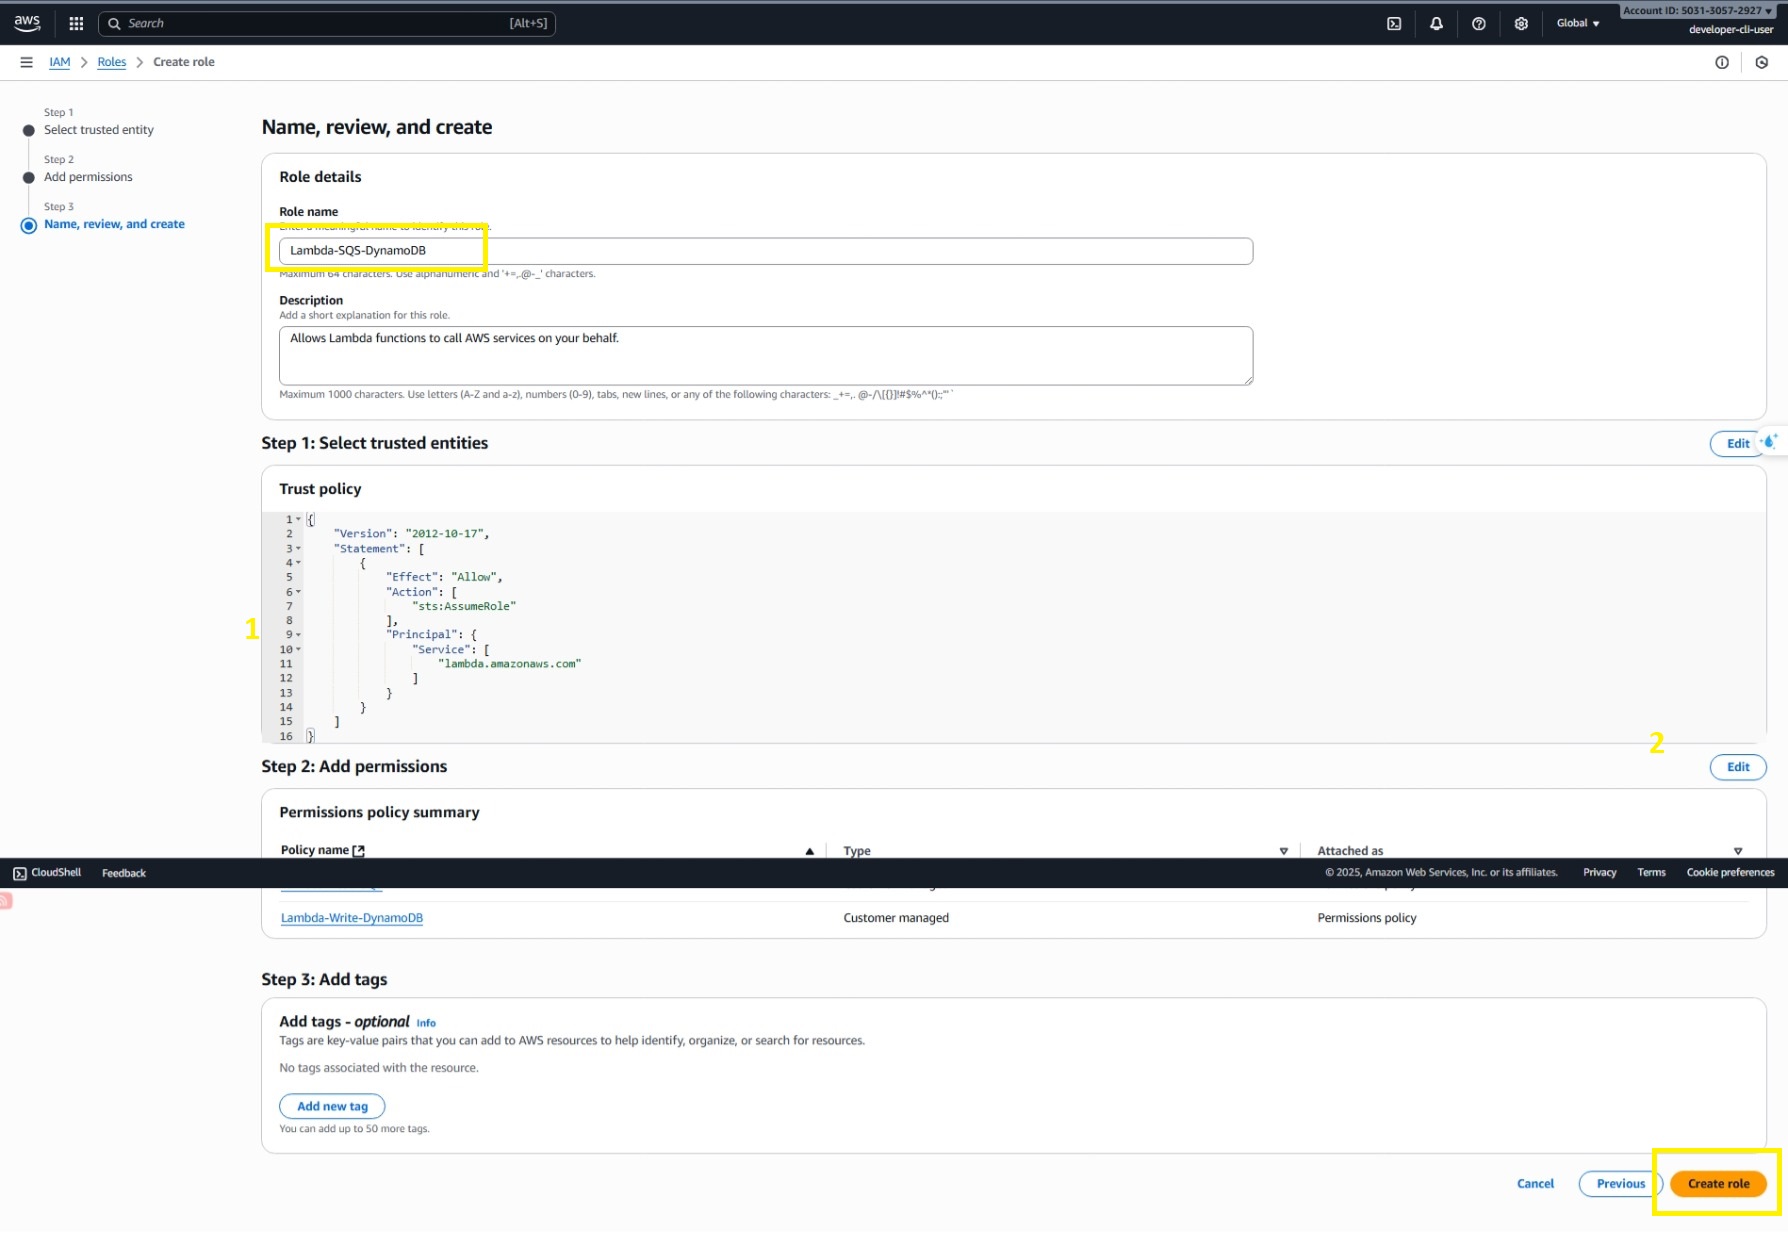 aws
Search
[Alt+S]
Global
Account ID: 5031-3057-2927
developer-cli-user
IAM
Roles
Create role
Step 1
Select trusted entity
Step 2
Add permissions
Step 3
Name, review, and create
Name, review, and create
Role details
Role name
Enter a meaningful name to identify this role.
Lambda-SQS-DynamoDB
Maximum 64 characters. Use alphanumeric and '+=,.@-_' characters.
Description
Add a short explanation for this role.
Allows Lambda functions to call AWS services on your behalf.
Maximum 1000 characters. Use letters (A-Z and a-z), numbers (0-9), tabs, new lines, or any of the following characters: _+=,. @-/\[{}]!#$%^*();:"'`
Step 1: Select trusted entities
Edit
Trust policy
1 {
2 "Version": "2012-10-17",
3 "Statement": [
4 {
5 "Effect": "Allow",
6 "Action": [
7 "sts:AssumeRole"
8 ],
1
9 "Principal": {
10 "Service": [
11 "lambda.amazonaws.com"
12 ]
13 }
14 }
15 ]
16 }
2
Step 2: Add permissions
Edit
Permissions policy summary
Policy name
Type
Attached as
CloudShell
Feedback
© 2025, Amazon Web Services, Inc. or its affiliates.
Privacy
Terms
Cookie preferences
Lambda-Write-DynamoDB
Customer managed
Permissions policy
Step 3: Add tags
Add tags - optional Info
Tags are key-value pairs that you can add to AWS resources to help identify, organize, or search for resources.
No tags associated with the resource.
Add new tag
You can add up to 50 more tags.
Cancel
Previous
Create role